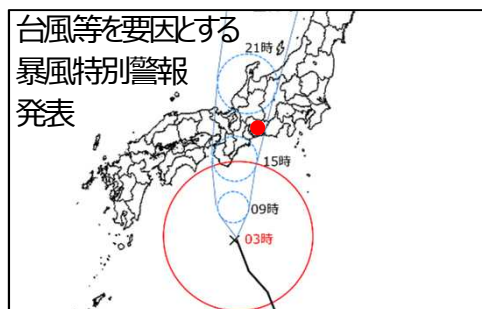 台風等を要因とする
暴風特別警報
発表
21時
15時
09時
03時